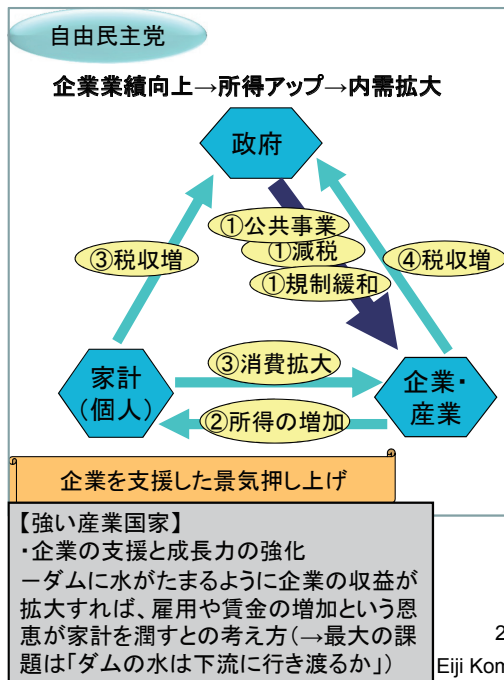 自由民主党
企業業績向上→所得アップ→内需拡大
政府
①公共事業
①減税
①規制緩和
③税収増
④税収増
③消費拡大
家計
（個人）
企業・
産業
②所得の増加
企業を支援した景気押し上げ
【強い産業国家】
・企業の支援と成長力の強化
－ダムに水がたまるように企業の収益が
拡大すれば、雇用や賃金の増加という恩
恵が家計を潤すとの考え方（→最大の課
題は「ダムの水は下流に行き渡るか」）
2
Eiji Kon